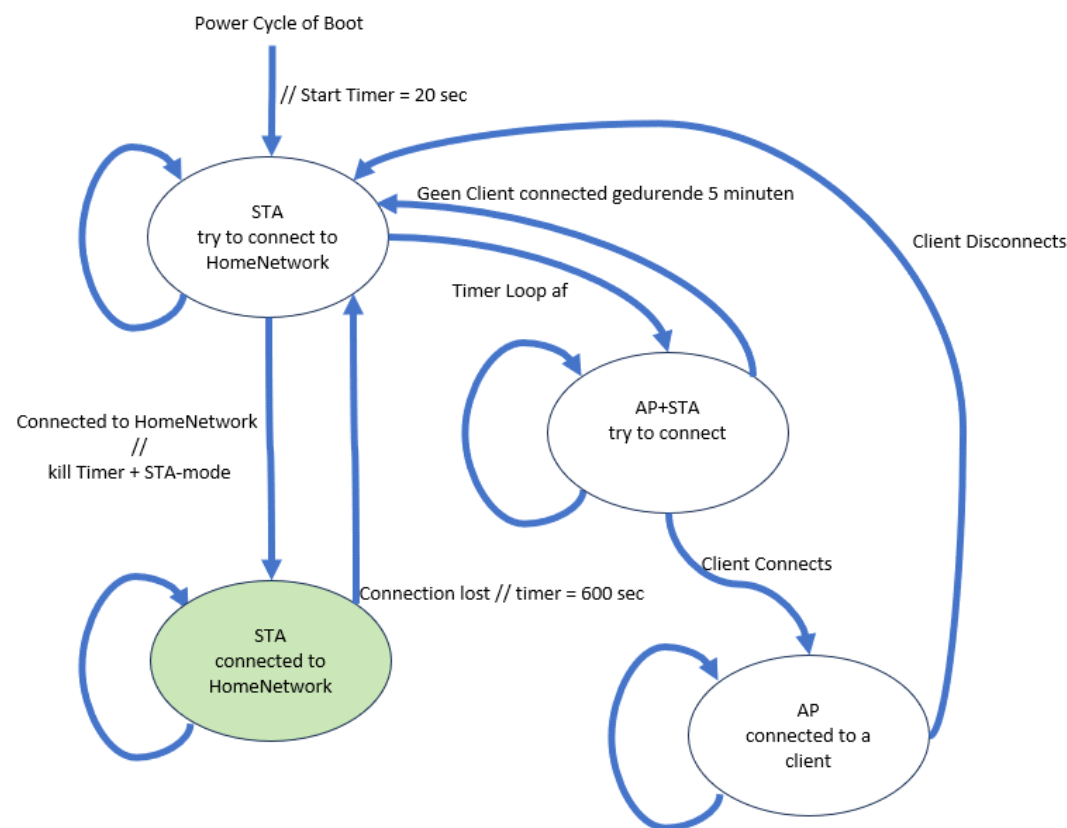 Power Cycle of Boot
// Start Timer = 20 sec
STA
try to connect to
HomeNetwork
Geen Client connected gedurende 5 minuten
Client Disconnects
Timer Loop af
AP+STA
try to connect
Connected to HomeNetwork
//
kill Timer + STA-mode
Client Connects
Connection lost // timer = 600 sec
STA
connected to
HomeNetwork
AP
connected to a
client